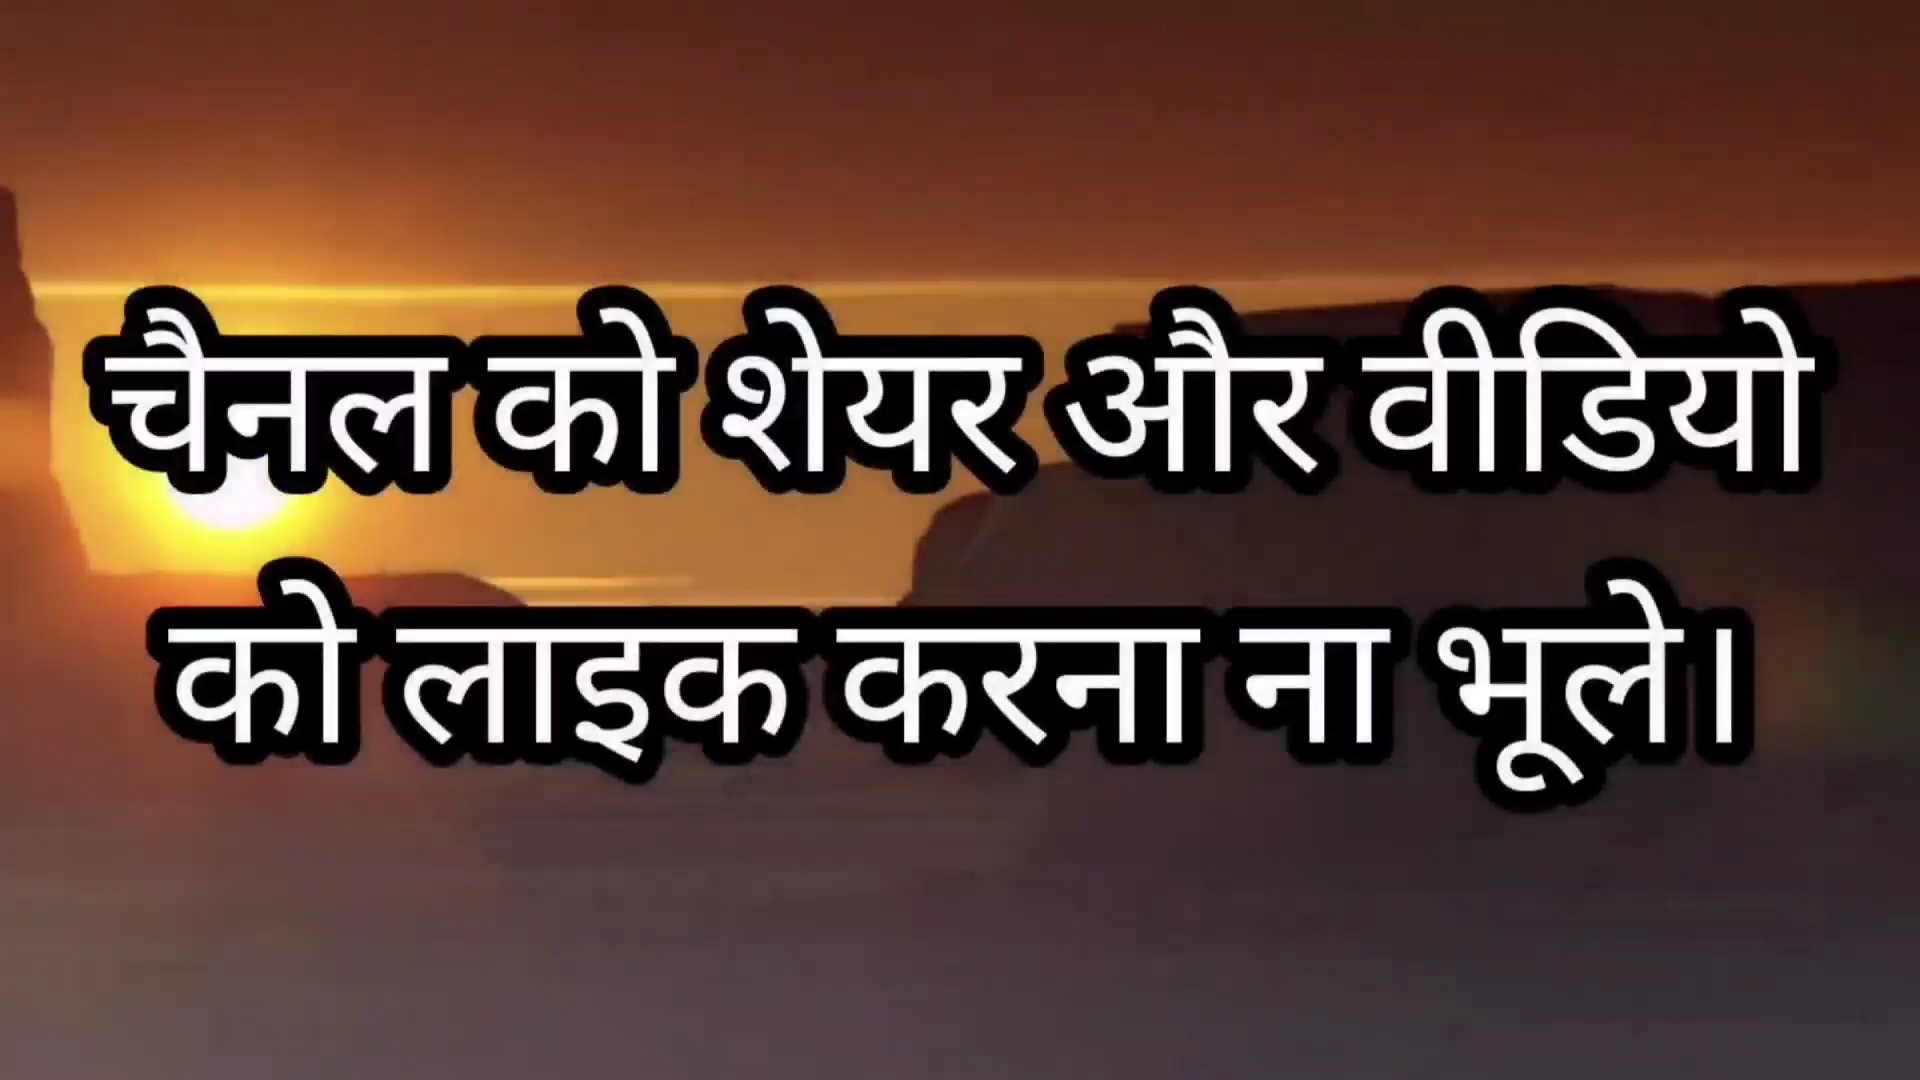 चैनल को शेयर और वीडियो
को लाइक करना ना भूले।